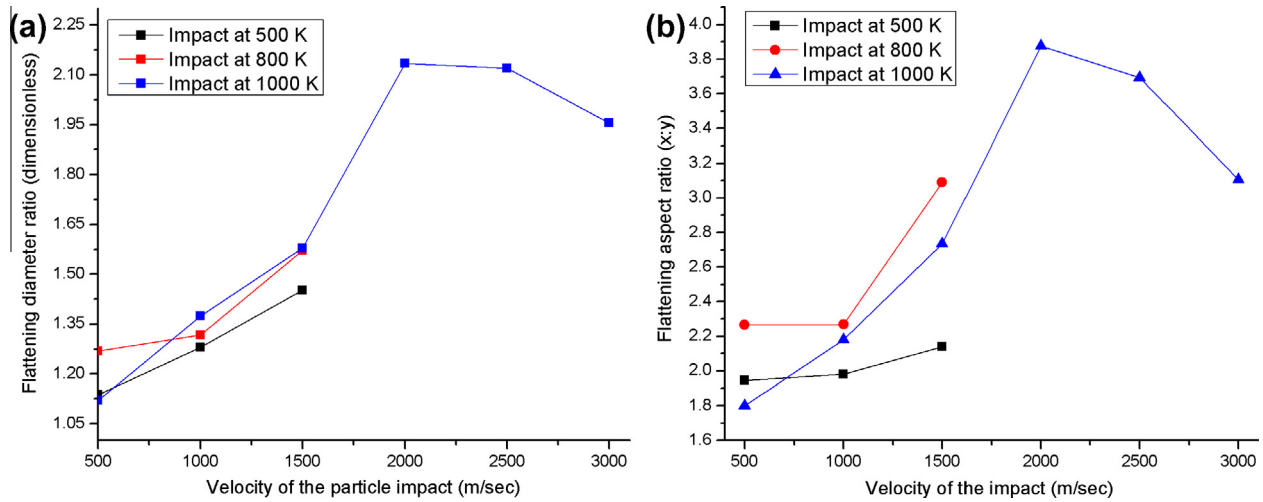 (a)
Impact at 500 K
Impact at 800 K
Impact at 1000 K
Flattening diameter ratio (dimensionless)
2.25
2.10
1.95
1.80
1.65
1.50
1.35
1.20
1.05
500 1000 1500 2000 2500 3000
Velocity of the particle impact (m/sec)
(b)
Impact at 500 K
Impact at 800 K
Impact at 1000 K
Flattening aspect ratio (x:y)
4.0
3.8
3.6
3.4
3.2
3.0
2.8
2.6
2.4
2.2
2.0
1.8
1.6
500 1000 1500 2000 2500 3000
Velocity of the impact (m/sec)